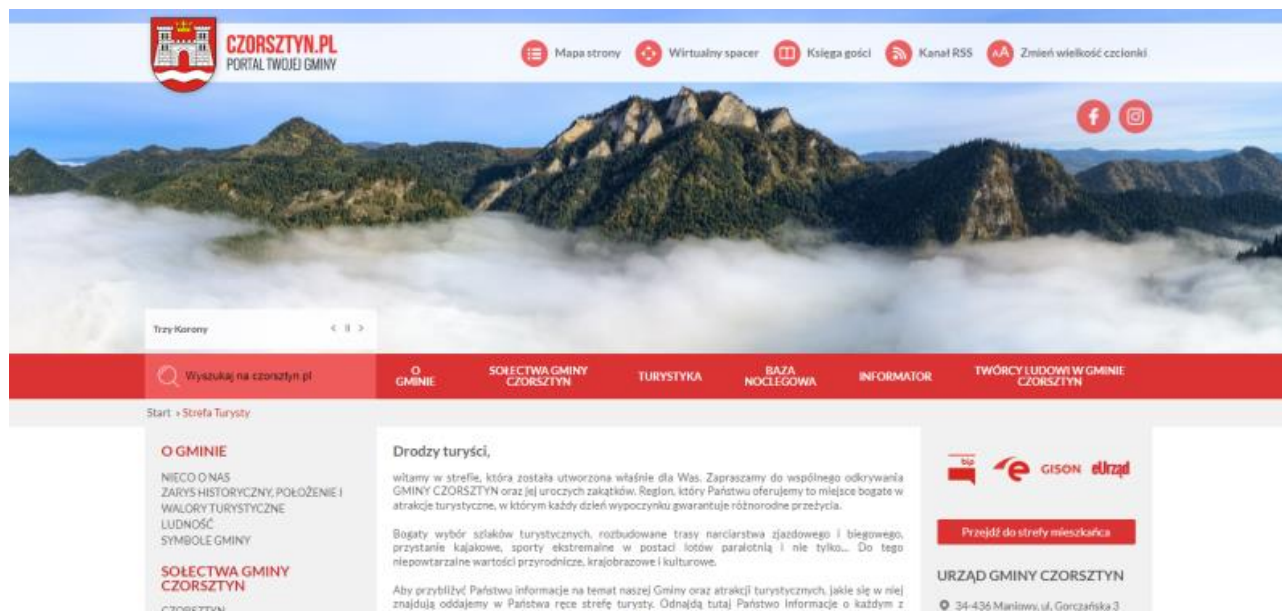 CZORSZTYN.PL
PORTAL TWOJEJ GMINY
Mapa strony
Wirtualny spacer
Księga gości
Kanał RSS
AA Zmień wielkość czcionki
f
Trzy Korony
Wyszukaj na czorsztyn.pl
O
GMINIE
SOŁECTWA GMINY
CZORSZTYN
TURYSTYKA
BAZA
NOCLEGOWA
INFORMATOR
TWÓRCY LUDOWI W GMINIE
CZORSZTYN
Start » Strefa Turysty
O GMINIE
NIECO O NAS
ZARYS HISTORYCZNY, POŁOŻENIE I
WALORY TURYSTYCZNE
LUDNOŚĆ
SYMBOLE GMINY
SOŁECTWA GMINY
CZORSZTYN
CZORSZTYN
Drodzy turyści,
witamy w strefie, która została utworzona właśnie dla Was. Zapraszamy do wspólnego odkrywania
GMINY CZORSZTYN oraz jej uroczych zakątków. Region, który Państwu oferujemy to miejsce bogate w
atrakcje turystyczne, w którym każdy dzień wypoczynku gwarantuje różnorodne przeżycia.
Bogaty wybór szlaków turystycznych, rozbudowane trasy narciarstwa zjazdowego i biegowego,
przystanie kajakowe, sporty ekstremalne w postaci lotów paralotnią i nie tylko... Do tego
niepowtarzalne wartości przyrodnicze, krajobrazowe i kulturowe.
Aby przybliżyć Państwu informacje na temat naszej Gminy oraz atrakcji turystycznych, jakie się w niej
znajdują oddajemy w Państwa ręce strefę turysty. Odnajdą tutaj Państwo Informacje o każdym z
bip
GISON
eUrząd
Przejdź do strefy mieszkańca
URZĄD GMINY CZORSZTYN
34-436 Maniowy, ul. Gorczańska 3